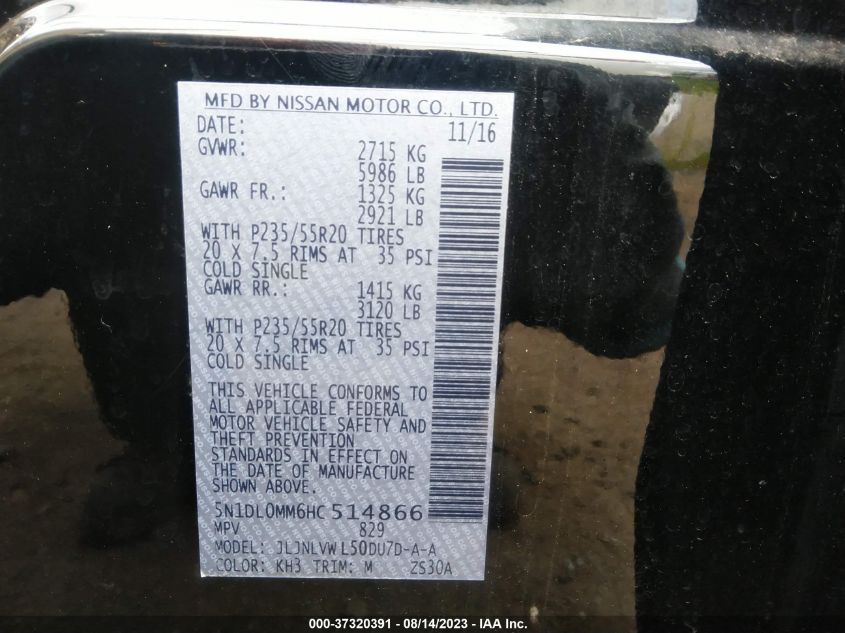 MFD BY NISSAN MOTOR CO., LTD.
DATE: 11/16
GVWR: 2715 KG
5986 LB
GAWR FR.: 1325 KG
2921 LB
WITH P235/55R20 TIRES
20 X 7.5 RIMS AT 35 PSI
COLD SINGLE
GAWR RR.: 1415 KG
3120 LB
WITH P235/55R20 TIRES
20 X 7.5 RIMS AT 35 PSI
COLD SINGLE
THIS VEHICLE CONFORMS TO
ALL APPLICABLE FEDERAL
MOTOR VEHICLE SAFETY AND
THEFT PREVENTION
STANDARDS IN EFFECT ON
THE DATE OF MANUFACTURE
SHOWN ABOVE.
5N1DL0MM6HC514866
MPV 829
MODEL: JLJNLVWL50DU7D-A-A
COLOR: KH3 TRIM: M ZS30A
000-37320391 - 08/14/2023 - IAA Inc.